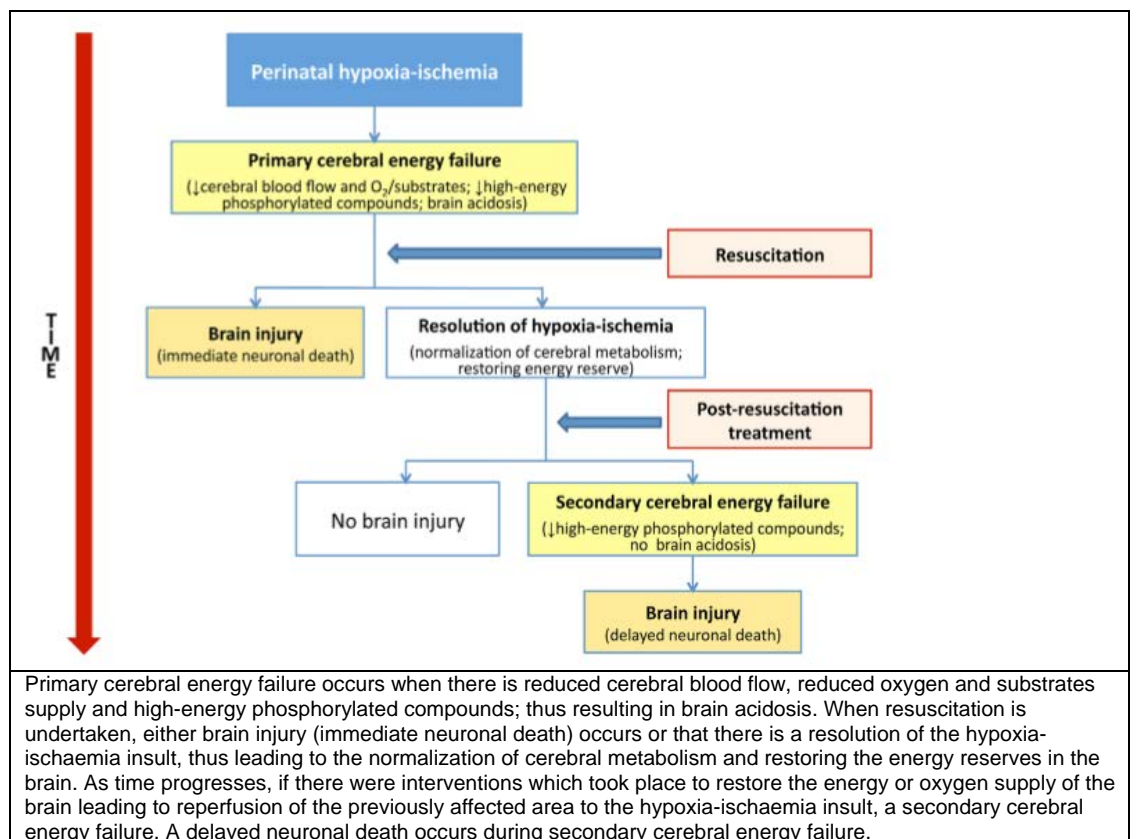 Perinatal hypoxia-ischemia
Primary cerebral energy failure
(↓cerebral blood flow and O₂/substrates; ↓high-energy
phosphorylated compounds; brain acidosis)
Resuscitation
Brain injury
(immediate neuronal death)
Resolution of hypoxia-ischemia
(normalization of cerebral metabolism;
restoring energy reserve)
TIME
Post-resuscitation
treatment
No brain injury
Secondary cerebral energy failure
(↓high-energy phosphorylated compounds;
no brain acidosis)
Brain injury
(delayed neuronal death)
Primary cerebral energy failure occurs when there is reduced cerebral blood flow, reduced oxygen and substrates
supply and high-energy phosphorylated compounds; thus resulting in brain acidosis. When resuscitation is
undertaken, either brain injury (immediate neuronal death) occurs or that there is a resolution of the hypoxia-
ischaemia insult, thus leading to the normalization of cerebral metabolism and restoring the energy reserves in the
brain. As time progresses, if there were interventions which took place to restore the energy or oxygen supply of the
brain leading to reperfusion of the previously affected area to the hypoxia-ischaemia insult, a secondary cerebral
energy failure. A delayed neuronal death occurs during secondary cerebral energy failure.